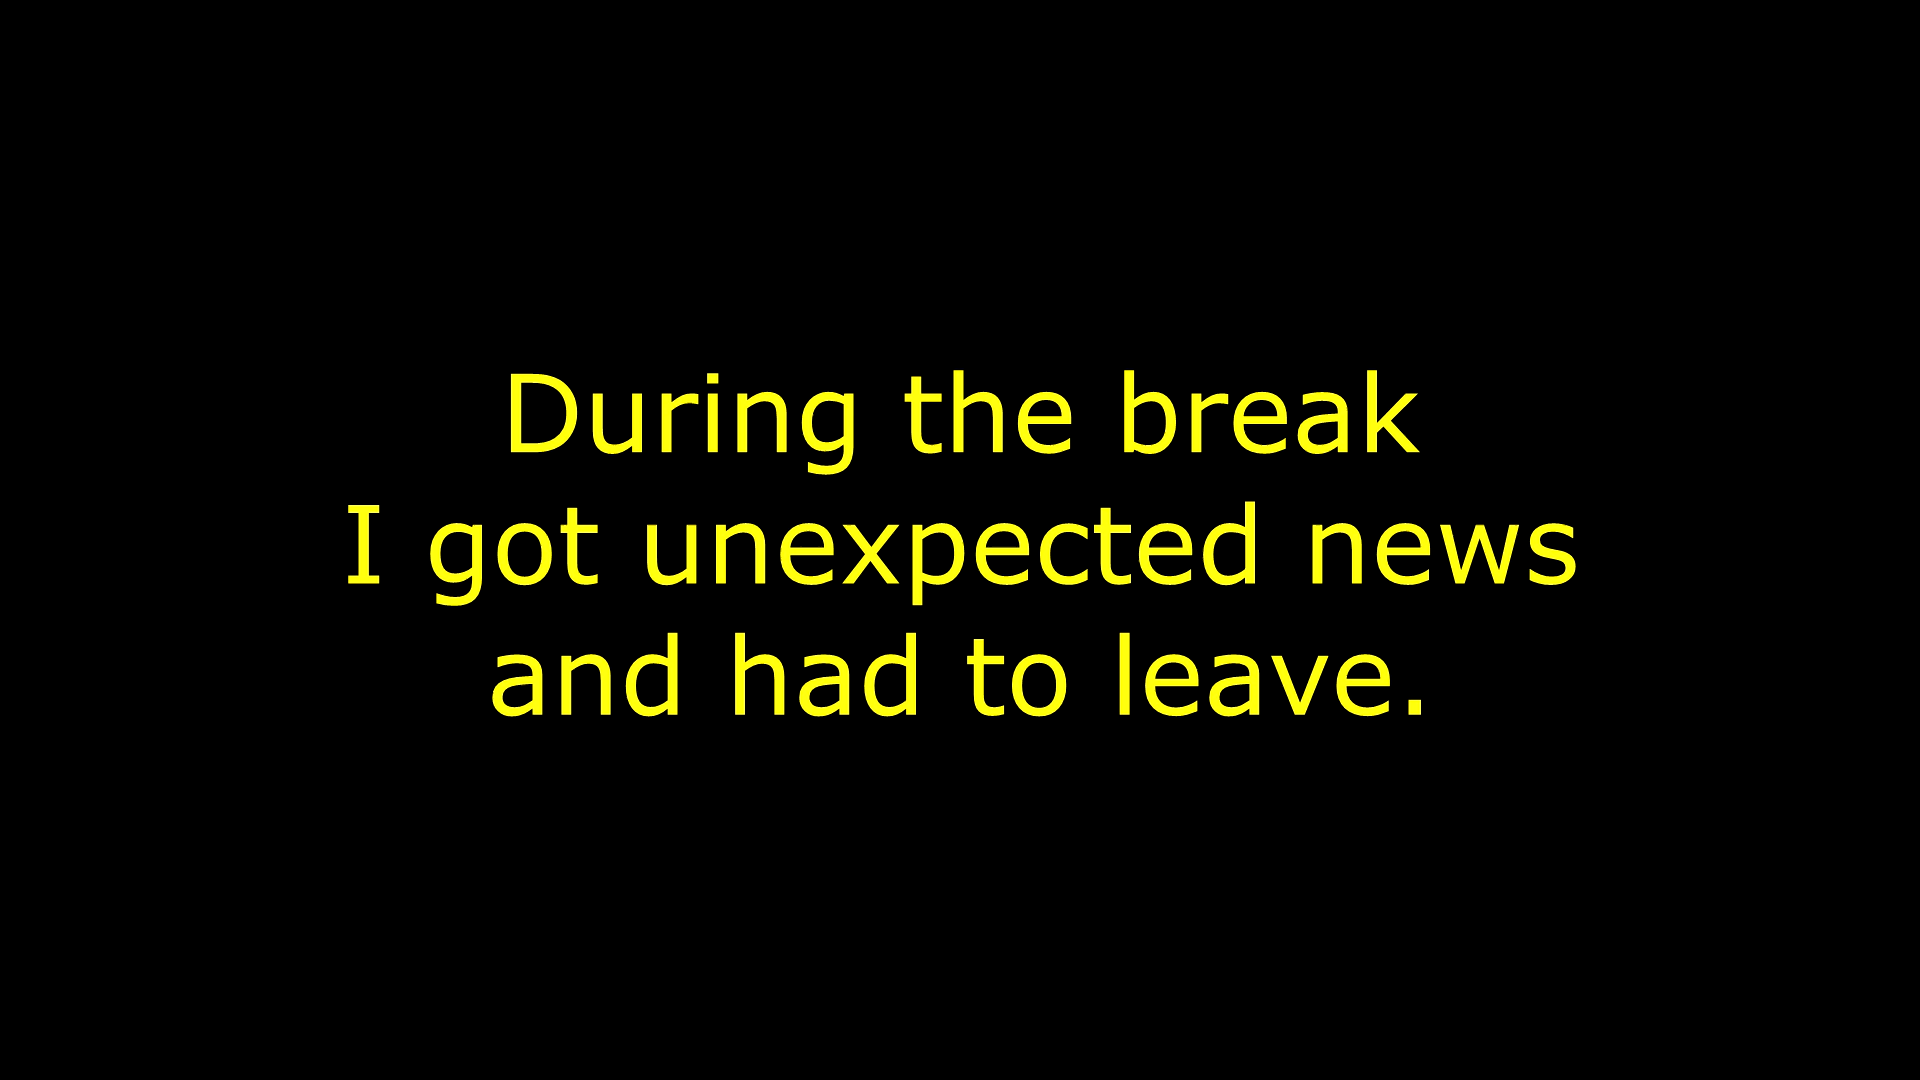 During the break
I got unexpected news
and had to leave.